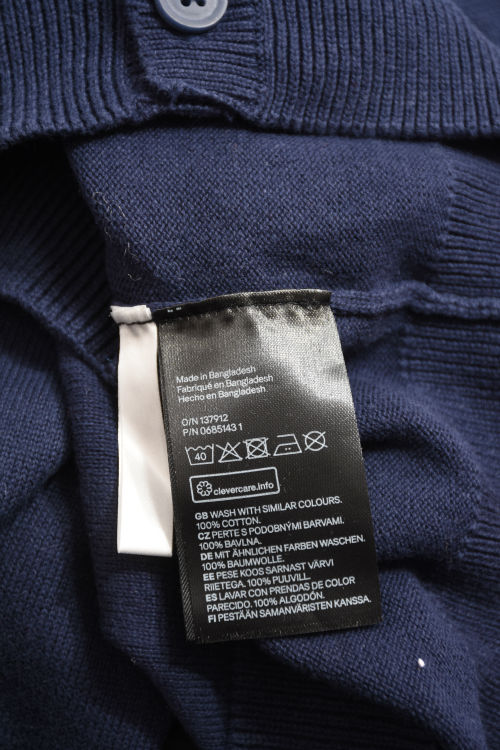 Made in Bangladesh
Fabriqué en Bangladesh
Hecho en Bangladesh
O/N 137912
P/N 0685143 1
40
clevercare.info
GB WASH WITH SIMILAR COLOURS.
100% COTTON.
CZ PERTE S PODOBNÝMI BARVAMI.
100% BAVLNA.
DE MIT ÄHNLICHEN FARBEN WASCHEN.
100% BAUMWOLLE.
EE PESE KOOS SARNAST VÄRVI
RIIETEGA. 100% PUUVILL.
ES LAVAR CON PRENDAS DE COLOR
PARECIDO. 100% ALGODÓN.
FI PESTÄÄN SAMANVÄRISTEN KANSSA.